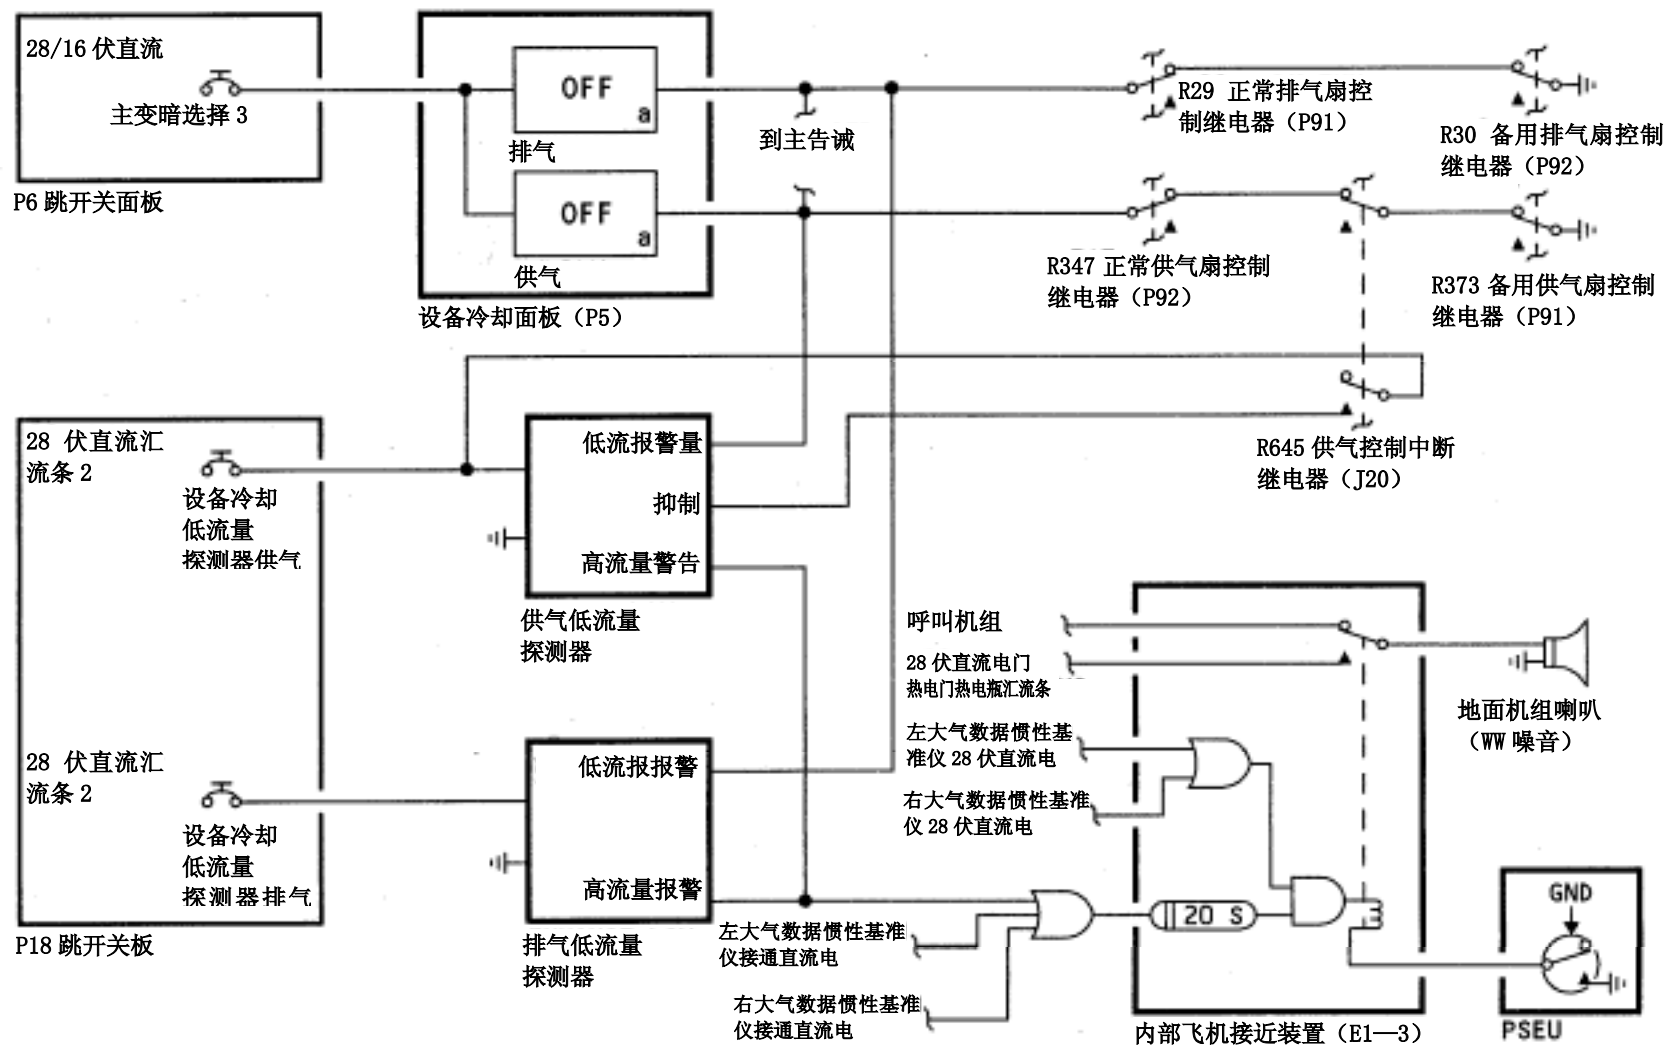 28/16 伏直流
主变暗选择 3
P6 跳开关面板
OFF
a
排气
OFF
a
供气
设备冷却面板（P5）
到主告诫
R29 正常排气扇控
制继电器（P91）
R30 备用排气扇控制
继电器（P92）
R347 正常供气扇控制
继电器（P92）
R373 备用供气扇控制
继电器（P91）
R645 供气控制中断
继电器（J20）
28 伏直流汇
流条 2
设备冷却
低流量
探测器供气
28 伏直流汇
流条 2
设备冷却
低流量
探测器排气
P18 跳开关板
低流报警量
抑制
高流量警告
供气低流量
探测器
低流报报警
高流量报警
排气低流量
探测器
呼叫机组
28 伏直流电门
热电门热电瓶汇流条
左大气数据惯性基
准仪 28 伏直流电
右大气数据惯性基准
仪 28 伏直流电
左大气数据惯性基准
仪接通直流电
右大气数据惯性基准
仪接通直流电
20 S
内部飞机接近装置（E1—3）
地面机组喇叭
（WW 噪音）
GND
PSEU